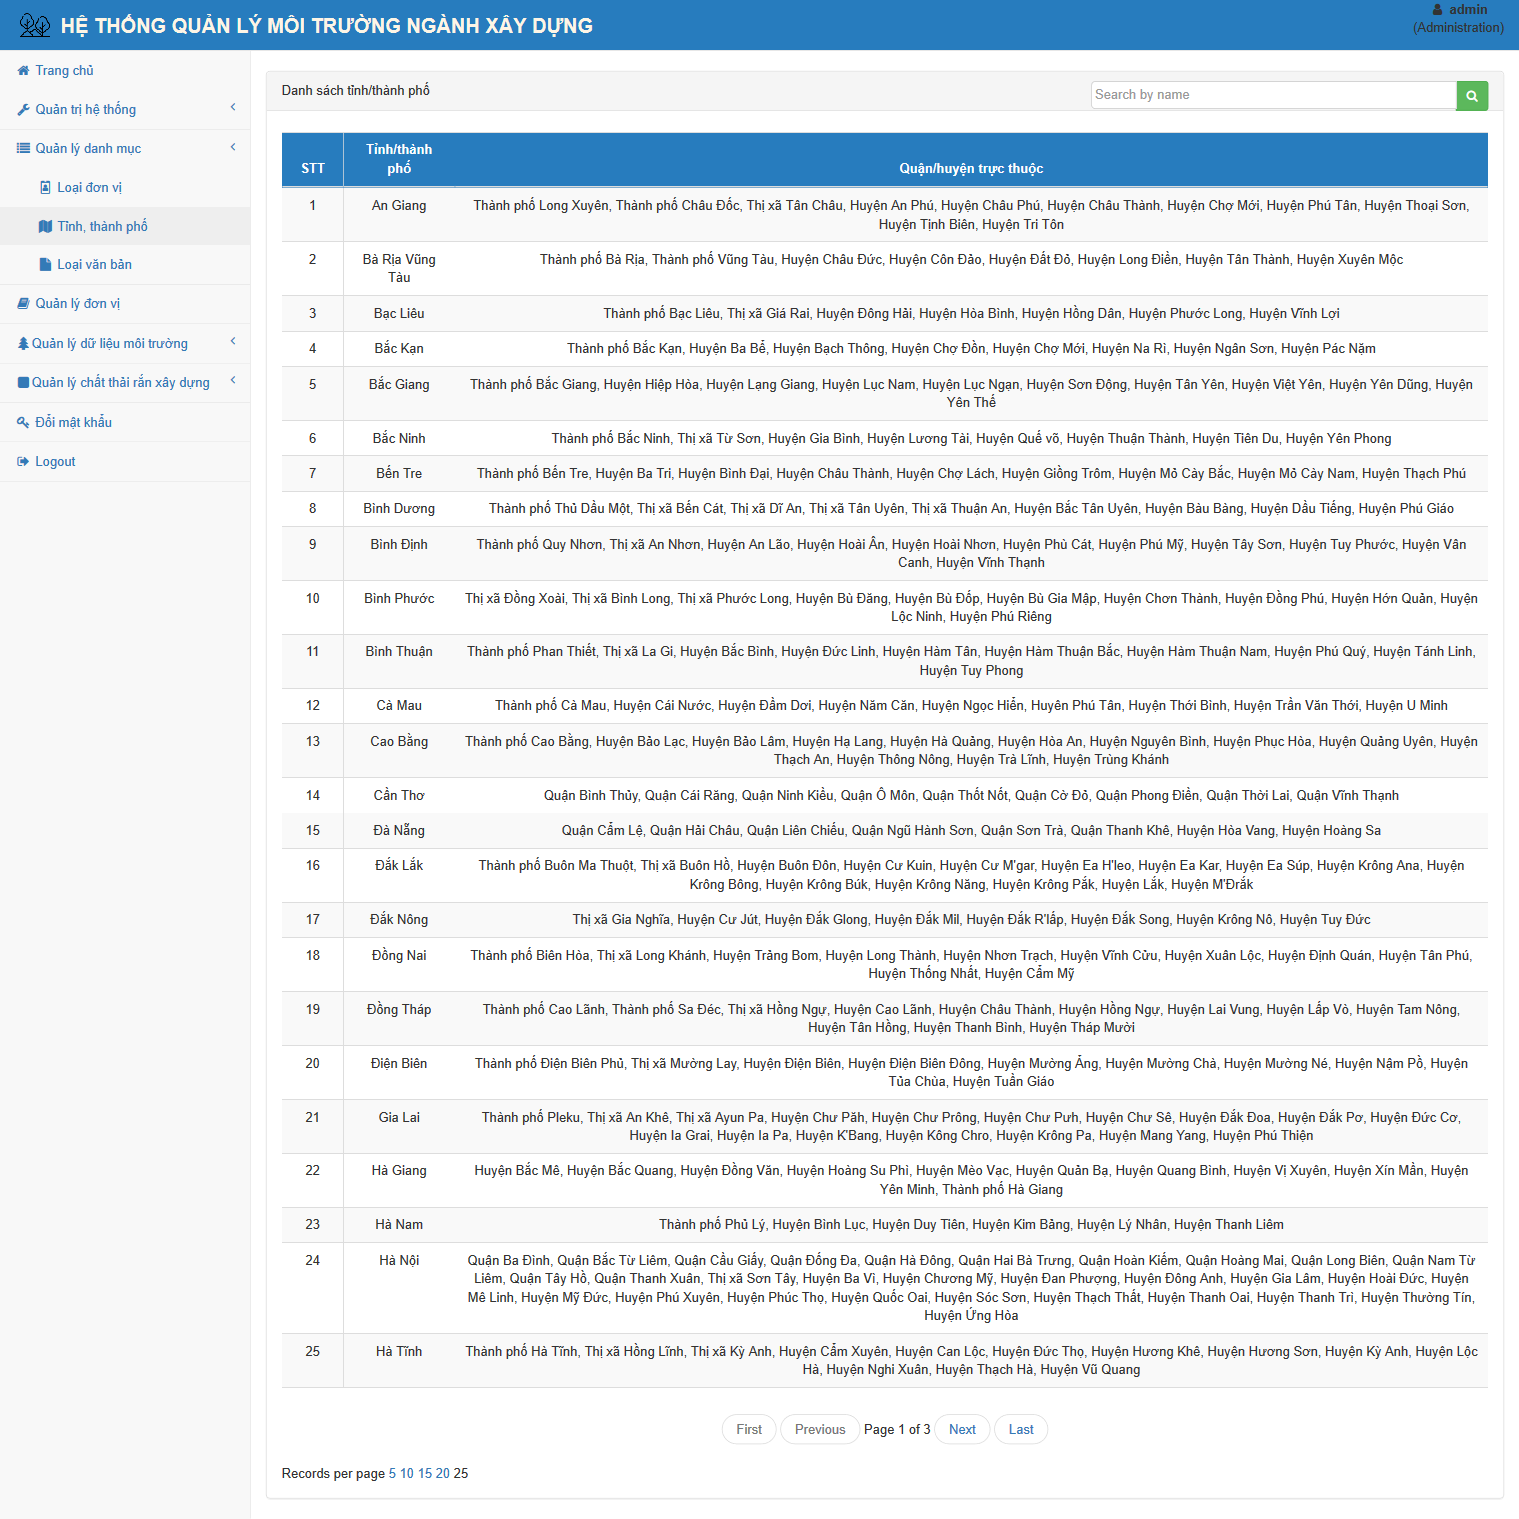 HỆ THỐNG QUẢN LÝ MÔI TRƯỜNG NGÀNH XÂY DỰNG
admin
(Administration)
Trang chủ
Quản trị hệ thống
Quản lý danh mục
Loại đơn vị
Tỉnh, thành phố
Loại văn bản
Quản lý đơn vị
Quản lý dữ liệu môi trường
Quản lý chất thải rắn xây dựng
Đổi mật khẩu
Logout
Danh sách tỉnh/thành phố
Search by name
STT Tỉnh/thành phố Quận/huyện trực thuộc
1 An Giang Thành phố Long Xuyên, Thành phố Châu Đốc, Thị xã Tân Châu, Huyện An Phú, Huyện Châu Phú, Huyện Châu Thành, Huyện Chợ Mới, Huyện Phú Tân, Huyện Thoại Sơn,
Huyện Tịnh Biên, Huyện Tri Tôn
2 Bà Rịa Vũng Tàu Thành phố Bà Rịa, Thành phố Vũng Tàu, Huyện Châu Đức, Huyện Côn Đảo, Huyện Đất Đỏ, Huyện Long Điền, Huyện Tân Thành, Huyện Xuyên Mộc
3 Bạc Liêu Thành phố Bạc Liêu, Thị xã Giá Rai, Huyện Đông Hải, Huyện Hòa Bình, Huyện Hồng Dân, Huyện Phước Long, Huyện Vĩnh Lợi
4 Bắc Kạn Thành phố Bắc Kạn, Huyện Ba Bể, Huyện Bạch Thông, Huyện Chợ Đồn, Huyện Chợ Mới, Huyện Na Rì, Huyện Ngân Sơn, Huyện Pác Nặm
5 Bắc Giang Thành phố Bắc Giang, Huyện Hiệp Hòa, Huyện Lạng Giang, Huyện Lục Nam, Huyện Lục Ngạn, Huyện Sơn Động, Huyện Tân Yên, Huyện Việt Yên, Huyện Yên Dũng, Huyện
Yên Thế
6 Bắc Ninh Thành phố Bắc Ninh, Thị xã Từ Sơn, Huyện Gia Bình, Huyện Lương Tài, Huyện Quế võ, Huyện Thuận Thành, Huyện Tiên Du, Huyện Yên Phong
7 Bến Tre Thành phố Bến Tre, Huyện Ba Tri, Huyện Bình Đại, Huyện Châu Thành, Huyện Chợ Lách, Huyện Giồng Trôm, Huyện Mỏ Cày Bắc, Huyện Mỏ Cày Nam, Huyện Thạch Phú
8 Bình Dương Thành phố Thủ Dầu Một, Thị xã Bến Cát, Thị xã Dĩ An, Thị xã Tân Uyên, Thị xã Thuận An, Huyện Bắc Tân Uyên, Huyện Bàu Bàng, Huyện Dầu Tiếng, Huyện Phú Giáo
9 Bình Định Thành phố Quy Nhơn, Thị xã An Nhơn, Huyện An Lão, Huyện Hoài Ân, Huyện Hoài Nhơn, Huyện Phù Cát, Huyện Phú Mỹ, Huyện Tây Sơn, Huyện Tuy Phước, Huyện Vân
Canh, Huyện Vĩnh Thạnh
10 Bình Phước Thị xã Đồng Xoài, Thị xã Bình Long, Thị xã Phước Long, Huyện Bù Đăng, Huyện Bù Đốp, Huyện Bù Gia Mập, Huyện Chơn Thành, Huyện Đồng Phú, Huyện Hớn Quản, Huyện
Lộc Ninh, Huyện Phú Riềng
11 Bình Thuận Thành phố Phan Thiết, Thị xã La Gi, Huyện Bắc Bình, Huyện Đức Linh, Huyện Hàm Tân, Huyện Hàm Thuận Bắc, Huyện Hàm Thuận Nam, Huyện Phú Quý, Huyện Tánh Linh,
Huyện Tuy Phong
12 Cà Mau Thành phố Cà Mau, Huyện Cái Nước, Huyện Đầm Dơi, Huyện Năm Căn, Huyện Ngọc Hiển, Huyên Phú Tân, Huyện Thới Bình, Huyện Trần Văn Thới, Huyện U Minh
13 Cao Bằng Thành phố Cao Bằng, Huyện Bảo Lạc, Huyện Bảo Lâm, Huyện Hạ Lang, Huyện Hà Quảng, Huyện Hòa An, Huyện Nguyên Bình, Huyện Phục Hòa, Huyện Quảng Uyên, Huyện
Thạch An, Huyện Thông Nông, Huyện Trà Lĩnh, Huyện Trùng Khánh
14 Cần Thơ Quận Bình Thủy, Quận Cái Răng, Quận Ninh Kiều, Quận Ô Môn, Quận Thốt Nốt, Quận Cờ Đỏ, Quận Phong Điền, Quận Thời Lai, Quận Vĩnh Thạnh
15 Đà Nẵng Quận Cẩm Lệ, Quận Hải Châu, Quận Liên Chiểu, Quận Ngũ Hành Sơn, Quận Sơn Trà, Quận Thanh Khê, Huyện Hòa Vang, Huyện Hoàng Sa
16 Đắk Lắk Thành phố Buôn Ma Thuột, Thị xã Buôn Hồ, Huyện Buôn Đôn, Huyện Cư Kuin, Huyện Cư M'gar, Huyện Ea H'leo, Huyện Ea Kar, Huyện Ea Súp, Huyện Krông Ana, Huyện
Krông Bông, Huyện Krông Búk, Huyện Krông Năng, Huyện Krông Pắk, Huyện Lắk, Huyện M'Đrắk
17 Đắk Nông Thị xã Gia Nghĩa, Huyện Cư Jút, Huyện Đắk Glong, Huyện Đắk Mil, Huyện Đắk R'lấp, Huyện Đắk Song, Huyện Krông Nô, Huyện Tuy Đức
18 Đồng Nai Thành phố Biên Hòa, Thị xã Long Khánh, Huyện Trảng Bom, Huyện Long Thành, Huyện Nhơn Trạch, Huyện Vĩnh Cửu, Huyện Xuân Lộc, Huyện Định Quán, Huyện Tân Phú,
Huyện Thống Nhất, Huyện Cẩm Mỹ
19 Đồng Tháp Thành phố Cao Lãnh, Thành phố Sa Đéc, Thị xã Hồng Ngự, Huyện Cao Lãnh, Huyện Châu Thành, Huyện Hồng Ngự, Huyện Lai Vung, Huyện Lấp Vò, Huyện Tam Nông,
Huyện Tân Hồng, Huyện Thanh Bình, Huyện Tháp Mười
20 Điện Biên Thành phố Điện Biên Phủ, Thị xã Mường Lay, Huyện Điện Biên, Huyện Điện Biên Đông, Huyện Mường Ảng, Huyện Mường Chà, Huyện Mường Né, Huyện Nậm Pồ, Huyện
Tủa Chùa, Huyện Tuần Giáo
21 Gia Lai Thành phố Pleku, Thị xã An Khê, Thị xã Ayun Pa, Huyện Chư Păh, Huyện Chư Prông, Huyện Chư Pưh, Huyện Chư Sê, Huyện Đắk Đoa, Huyện Đắk Pơ, Huyện Đức Cơ,
Huyện Ia Grai, Huyện Ia Pa, Huyện K'Bang, Huyện Kông Chro, Huyện Krông Pa, Huyện Mang Yang, Huyện Phú Thiện
22 Hà Giang Huyện Bắc Mê, Huyện Bắc Quang, Huyện Đồng Văn, Huyện Hoàng Su Phì, Huyện Mèo Vạc, Huyện Quản Bạ, Huyện Quang Bình, Huyện Vị Xuyên, Huyện Xín Mần, Huyện
Yên Minh, Thành phố Hà Giang
23 Hà Nam Thành phố Phủ Lý, Huyện Bình Lục, Huyện Duy Tiên, Huyện Kim Bảng, Huyện Lý Nhân, Huyện Thanh Liêm
24 Hà Nội Quận Ba Đình, Quận Bắc Từ Liêm, Quận Cầu Giấy, Quận Đống Đa, Quận Hà Đông, Quận Hai Bà Trưng, Quận Hoàn Kiếm, Quận Hoàng Mai, Quận Long Biên, Quận Nam Từ
Liêm, Quận Tây Hồ, Quận Thanh Xuân, Thị xã Sơn Tây, Huyện Ba Vì, Huyện Chương Mỹ, Huyện Đan Phượng, Huyện Đông Anh, Huyện Gia Lâm, Huyện Hoài Đức, Huyện
Mê Linh, Huyện Mỹ Đức, Huyện Phú Xuyên, Huyện Phúc Thọ, Huyện Quốc Oai, Huyện Sóc Sơn, Huyện Thạch Thất, Huyện Thanh Oai, Huyện Thanh Trì, Huyện Thường Tín,
Huyện Ứng Hòa
25 Hà Tĩnh Thành phố Hà Tĩnh, Thị xã Hồng Lĩnh, Thị xã Kỳ Anh, Huyện Cẩm Xuyên, Huyện Can Lộc, Huyện Đức Thọ, Huyện Hương Khê, Huyện Hương Sơn, Huyện Kỳ Anh, Huyện Lộc
Hà, Huyện Nghi Xuân, Huyện Thạch Hà, Huyện Vũ Quang
First Previous Page 1 of 3 Next Last
Records per page 5 10 15 20 25